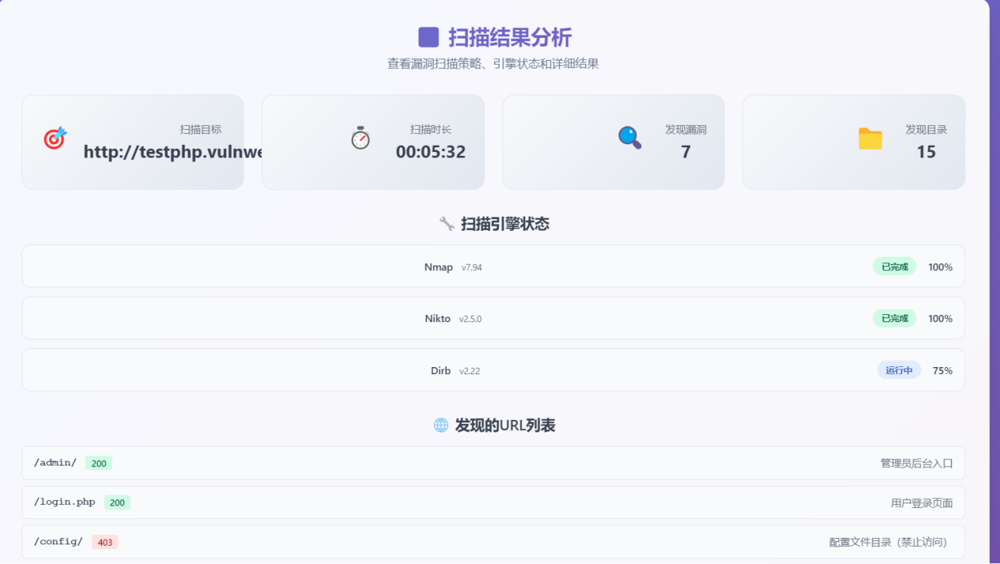 扫描结果分析
查看漏洞扫描策略、引擎状态和详细结果
扫描目标
http://testphp.vulnwe
扫描时长
00:05:32
发现漏洞
7
发现目录
15
扫描引擎状态
Nmap v7.94 已完成 100%
Nikto v2.5.0 已完成 100%
Dirb v2.22 运行中 75%
发现的URL列表
/admin/ 200 管理员后台入口
/login.php 200 用户登录页面
/config/ 403 配置文件目录（禁止访问）